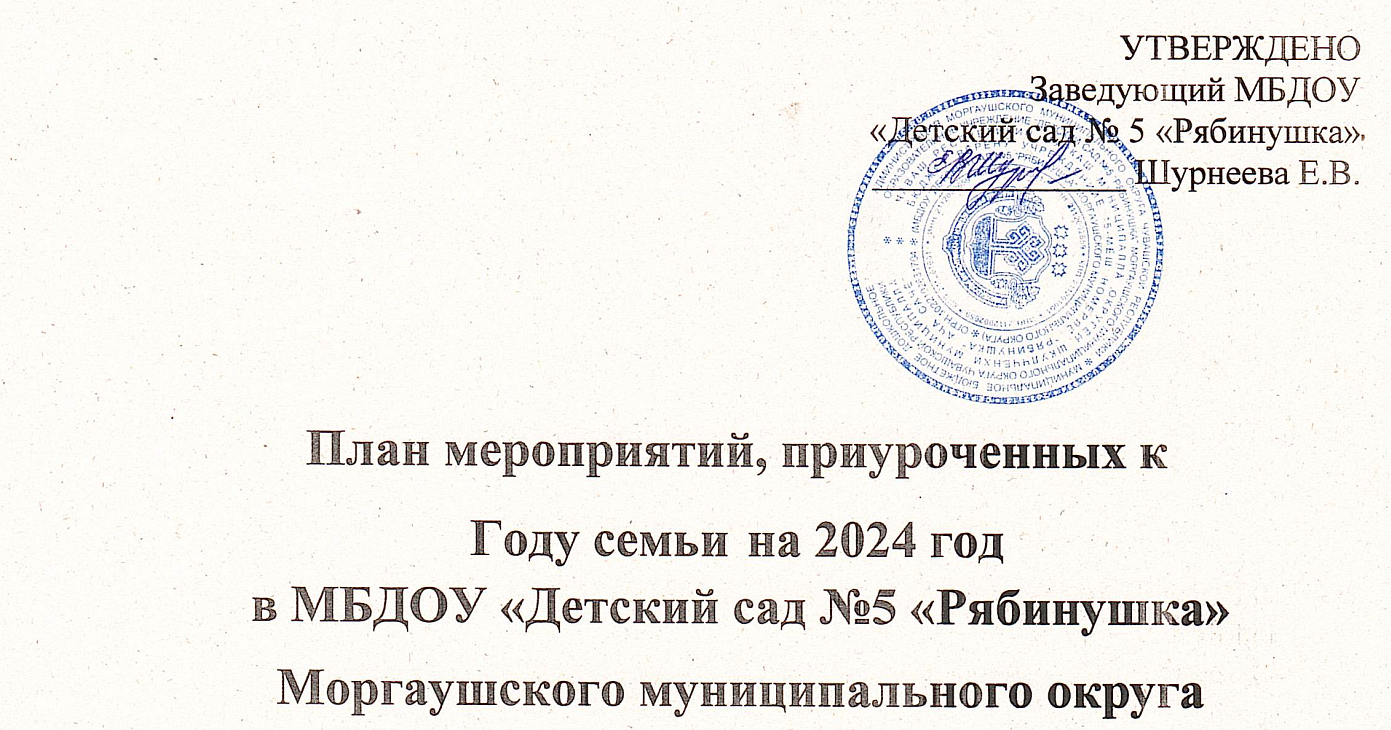 УТВЕРЖДЕНО
Заведующий МБДОУ
«Детский сад № 5 «Рябинушка»
Шурнеева Е.В.
План мероприятий, приуроченных к
Году семьи на 2024 год
в МБДОУ «Детский сад №5 «Рябинушка»
Моргаушского муниципального округа